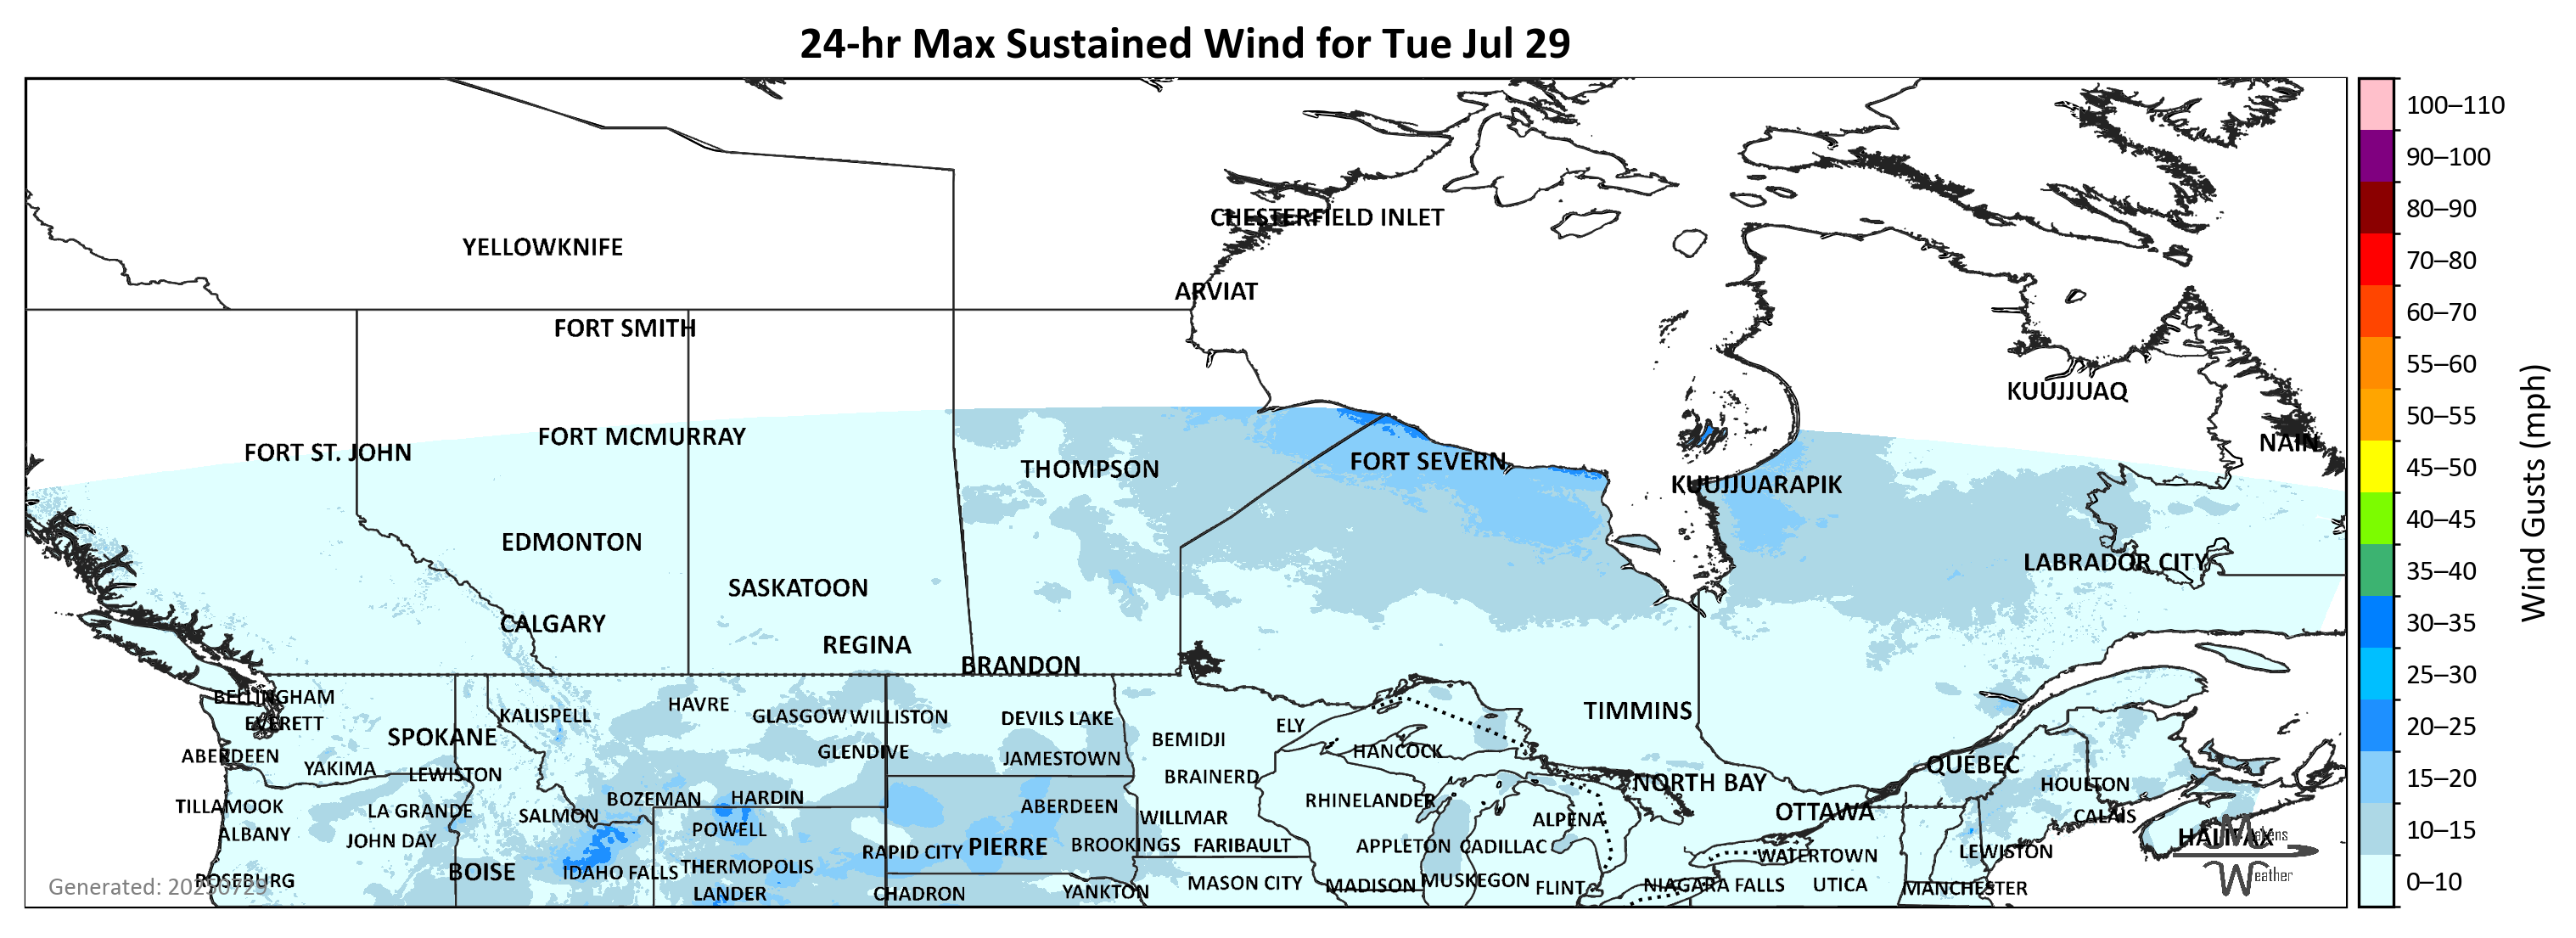 24-hr Max Sustained Wind for Tue Jul 29
100–110
90–100
80–90
70–80
60–70
55–60
50–55
45–50
40–45
35–40
30–35
25–30
20–25
15–20
10–15
0–10
Wind Gusts (mph)
CHESTERFIELD INLET
YELLOWKNIFE
ARVIAT
FORT SMITH
KUUJJUAQ
FORT MCMURRAY
NAIN
FORT ST. JOHN
FORT SEVERN
THOMPSON
KUUJJUARAPIK
EDMONTON
LABRADOR CITY
SASKATOON
CALGARY
REGINA
BRANDON
BELLINGHAM
HAVRE
TIMMINS
KALISPELL
GLASGOW
WILLISTON
DEVILS LAKE
EVERETT
ELY
SPOKANE
BEMIDJI
HANCOCK
ABERDEEN
GLENDIVE
JAMESTOWN
QUEBEC
YAKIMA
LEWISTON
BRAINERD
NORTH BAY
HOULTON
BOZEMAN
HARDIN
RHINELANDER
TILLAMOOK
LA GRANDE
SALMON
ABERDEEN
WILLMAR
ALPENA
OTTAWA
CALAIS
ALBANY
JOHN DAY
POWELL
HALIFAX
Makens
Weather
RAPID CITY
PIERRE
BROOKINGS
FARIBAULT
APPLETON
CADILLAC
WATERTOWN
LEWISTON
BOISE
IDAHO FALLS
THERMOPOLIS
ROSEBURG
Generated: 20250729
LANDER
CHADRON
YANKTON
MASON CITY
MADISON
MUSKEGON
FLINT
NIAGARA FALLS
UTICA
MANCHESTER